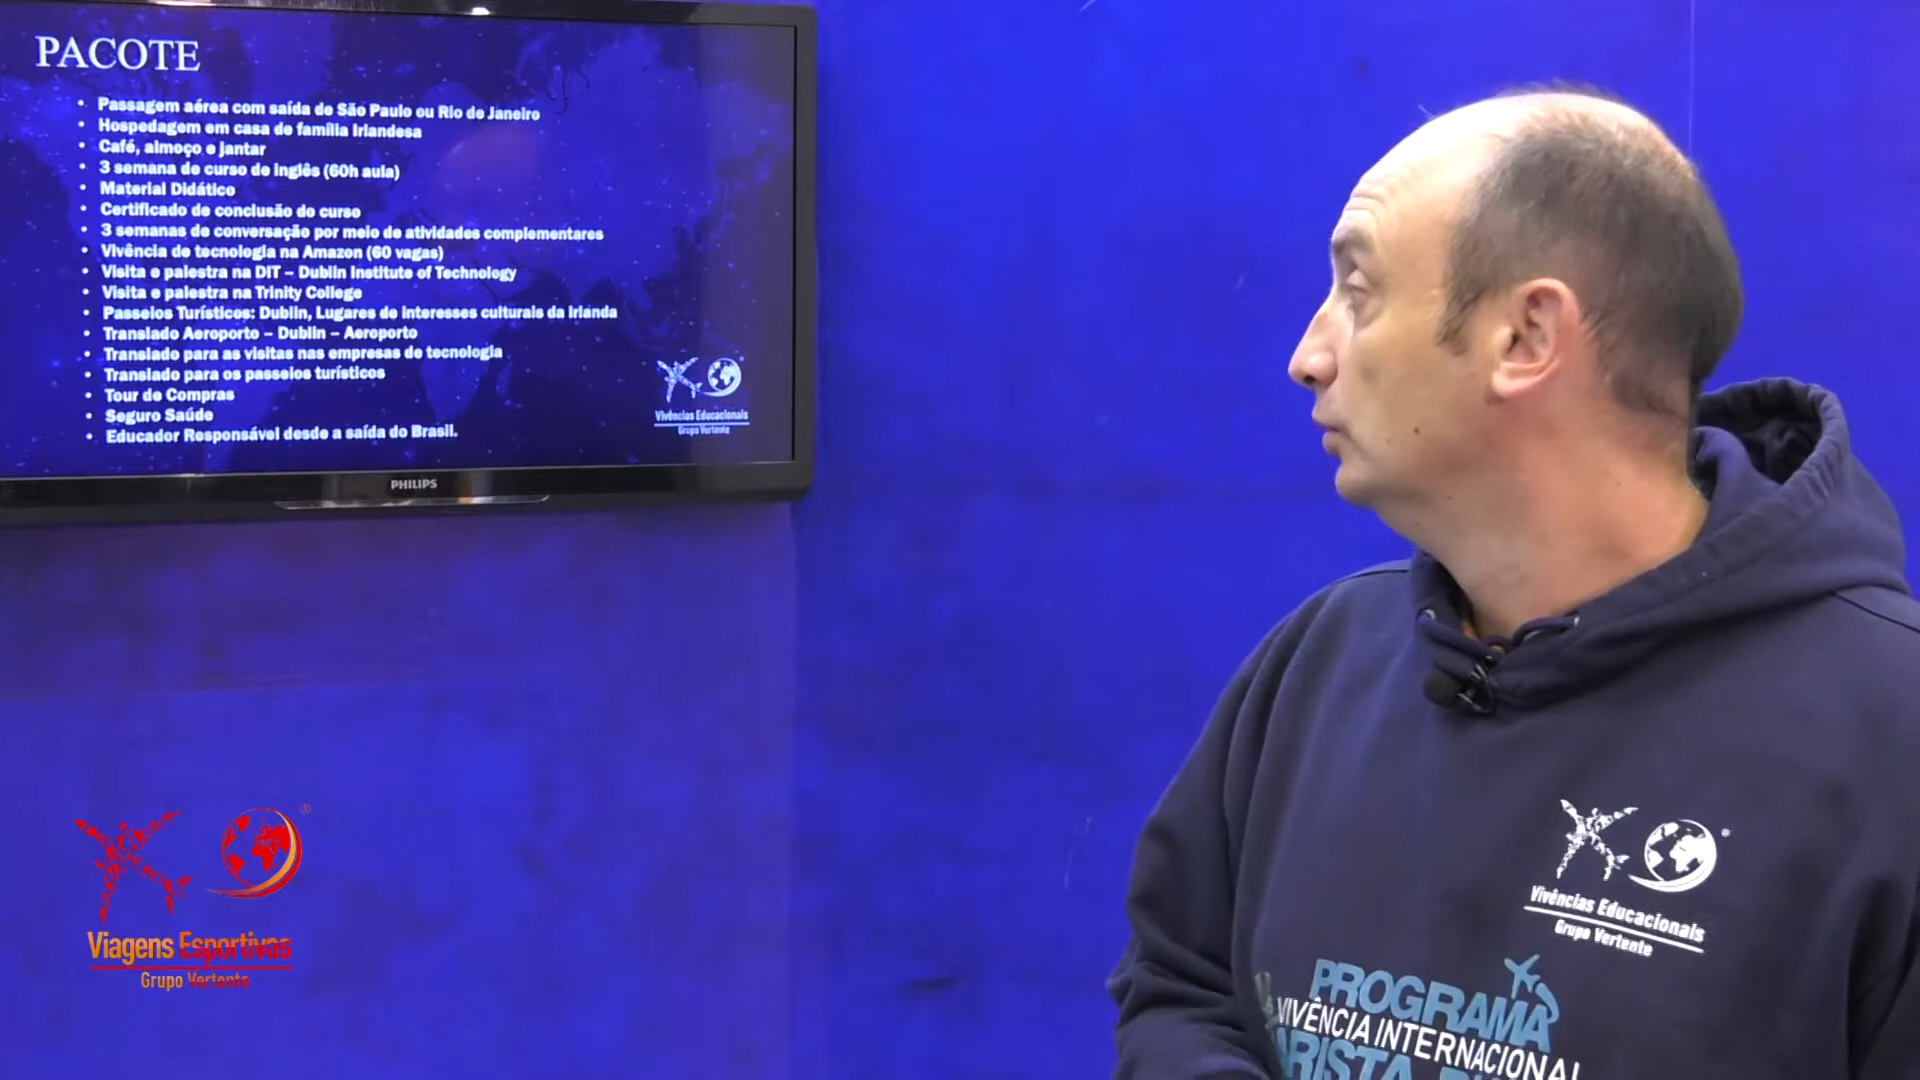 PACOTE
• Passagem aérea com saída de São Paulo ou Rio de Janeiro
• Hospedagem em casa de família Irlandesa
• Café, almoço e jantar
• 3 semana de curso de inglês (60h aula)
• Material Didático
• Certificado de conclusão do curso
• 3 semanas de conversação por meio de atividades complementares
• Vivência de tecnologia na Amazon (60 vagas)
• Visita e palestra na DIT – Dublin Institute of Technology
• Visita e palestra na Trinity College
• Passeios Turísticos: Dublin, Lugares de interesses culturais da Irlanda
• Translado Aeroporto – Dublin – Aeroporto
• Translado para as visitas nas empresas de tecnologia
• Translado para os passeios turísticos
• Tour de Compras
• Seguro Saúde
• Educador Responsável desde a saída do Brasil.
Vivências Educacionais
Grupo Vertente
PHILIPS
Viagens Esportivas
Grupo Vertente
Vivências Educacionais
Grupo Vertente
PROGRAMA
VIVÊNCIA INTERNACIONAL